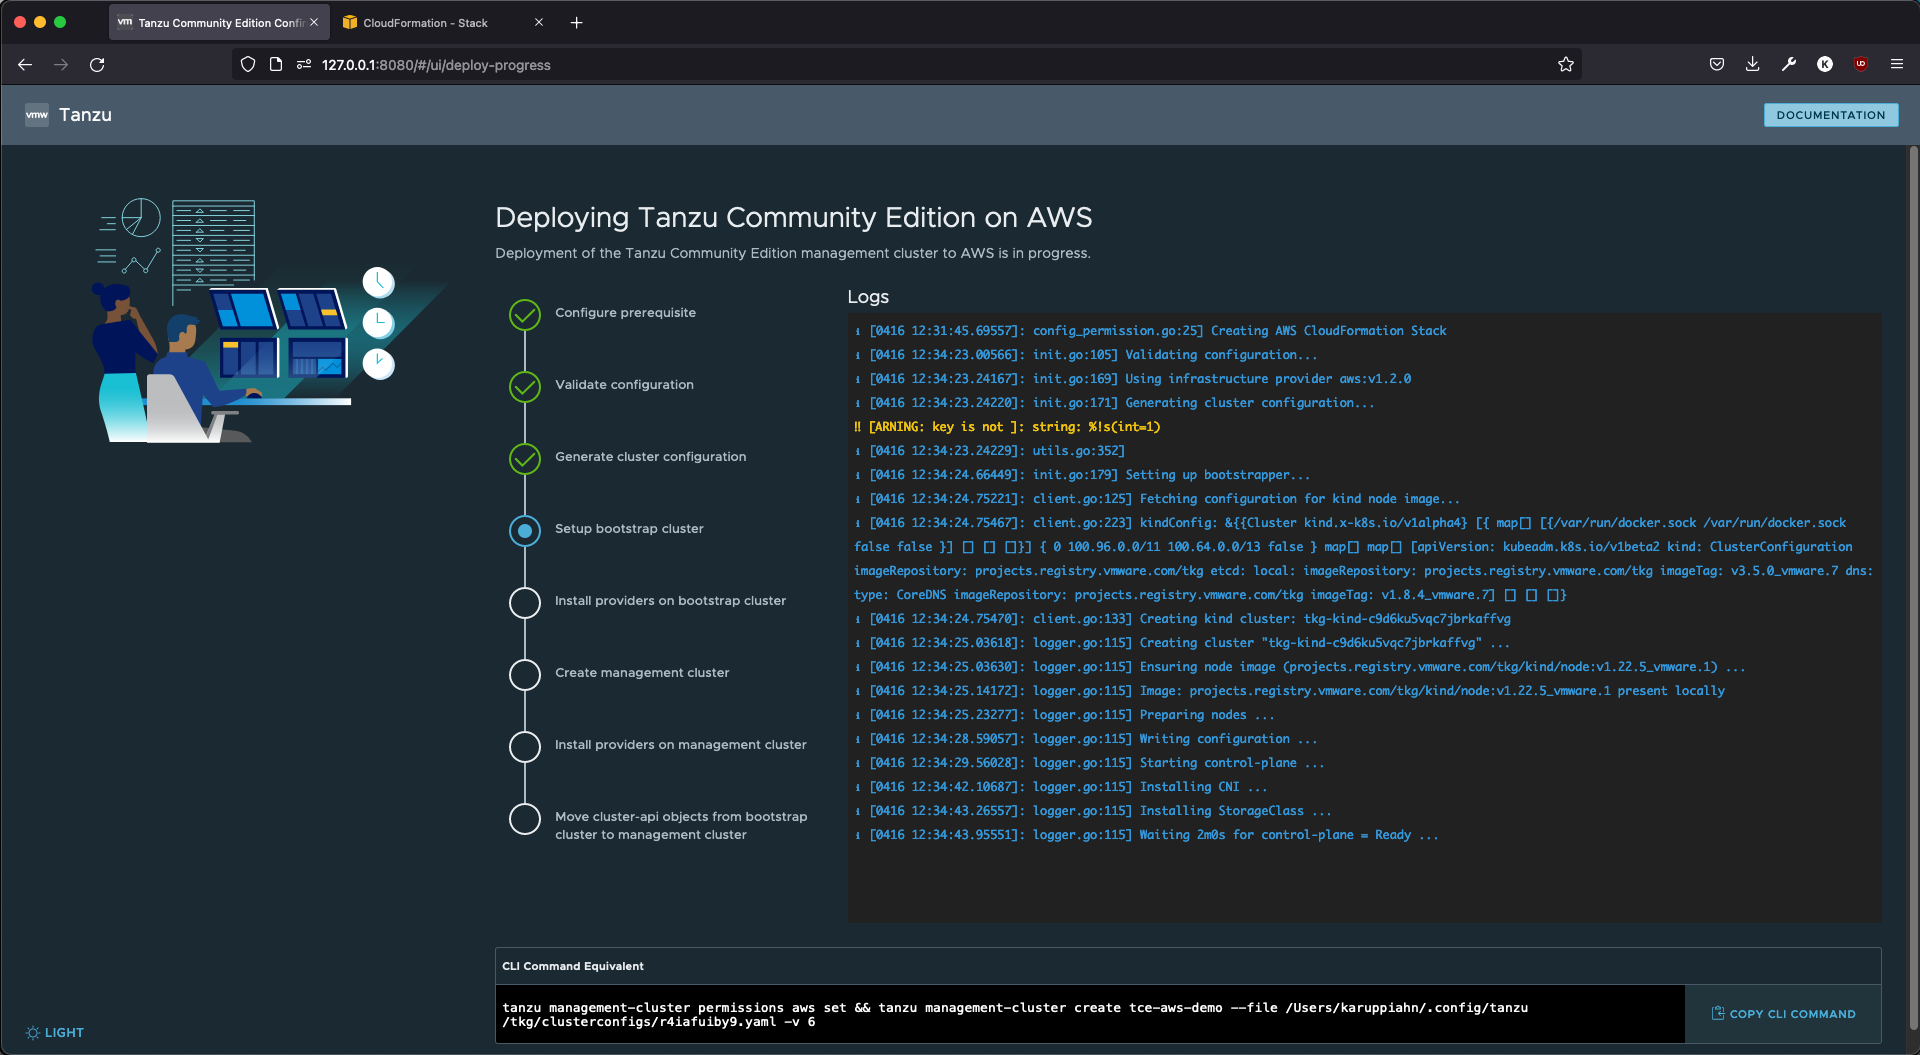 vm Tanzu Community Edition Confir
CloudFormation - Stack
127.0.0.1:8080/#/ui/deploy-progress
K
vmw Tanzu
DOCUMENTATION
Deploying Tanzu Community Edition on AWS
Deployment of the Tanzu Community Edition management cluster to AWS is in progress.
Configure prerequisite
Validate configuration
Generate cluster configuration
Setup bootstrap cluster
Install providers on bootstrap cluster
Create management cluster
Install providers on management cluster
Move cluster-api objects from bootstrap
cluster to management cluster
Logs
ℹ [0416 12:31:45.69557]: config_permission.go:25] Creating AWS CloudFormation Stack
ℹ [0416 12:34:23.00566]: init.go:105] Validating configuration...
ℹ [0416 12:34:23.24167]: init.go:169] Using infrastructure provider aws:v1.2.0
ℹ [0416 12:34:23.24220]: init.go:171] Generating cluster configuration...
‼ [ARNING: key is not ]: string: %!s(int=1)
ℹ [0416 12:34:23.24229]: utils.go:352]
ℹ [0416 12:34:24.66449]: init.go:179] Setting up bootstrapper...
ℹ [0416 12:34:24.75221]: client.go:125] Fetching configuration for kind node image...
ℹ [0416 12:34:24.75467]: client.go:223] kindConfig: &{{Cluster kind.x-k8s.io/v1alpha4} [{ map[] [{/var/run/docker.sock /var/run/docker.sock
false false }] [] [] []}] { 0 100.96.0.0/11 100.64.0.0/13 false } map[] map[] [apiVersion: kubeadm.k8s.io/v1beta2 kind: ClusterConfiguration
imageRepository: projects.registry.vmware.com/tkg etcd: local: imageRepository: projects.registry.vmware.com/tkg imageTag: v3.5.0_vmware.7 dns:
type: CoreDNS imageRepository: projects.registry.vmware.com/tkg imageTag: v1.8.4_vmware.7] [] [] []}
ℹ [0416 12:34:24.75470]: client.go:133] Creating kind cluster: tkg-kind-c9d6ku5vqc7jbrkaffvg
ℹ [0416 12:34:25.03618]: logger.go:115] Creating cluster "tkg-kind-c9d6ku5vqc7jbrkaffvg" ...
ℹ [0416 12:34:25.03630]: logger.go:115] Ensuring node image (projects.registry.vmware.com/tkg/kind/node:v1.22.5_vmware.1) ...
ℹ [0416 12:34:25.14172]: logger.go:115] Image: projects.registry.vmware.com/tkg/kind/node:v1.22.5_vmware.1 present locally
ℹ [0416 12:34:25.23277]: logger.go:115] Preparing nodes ...
ℹ [0416 12:34:28.59057]: logger.go:115] Writing configuration ...
ℹ [0416 12:34:29.56028]: logger.go:115] Starting control-plane ...
ℹ [0416 12:34:42.10687]: logger.go:115] Installing CNI ...
ℹ [0416 12:34:43.26557]: logger.go:115] Installing StorageClass ...
ℹ [0416 12:34:43.95551]: logger.go:115] Waiting 2m0s for control-plane = Ready ...
CLI Command Equivalent
tanzu management-cluster permissions aws set && tanzu management-cluster create tce-aws-demo --file /Users/karuppiahn/.config/tanzu
/tkg/clusterconfigs/r4iafuiby9.yaml -v 6
COPY CLI COMMAND
LIGHT